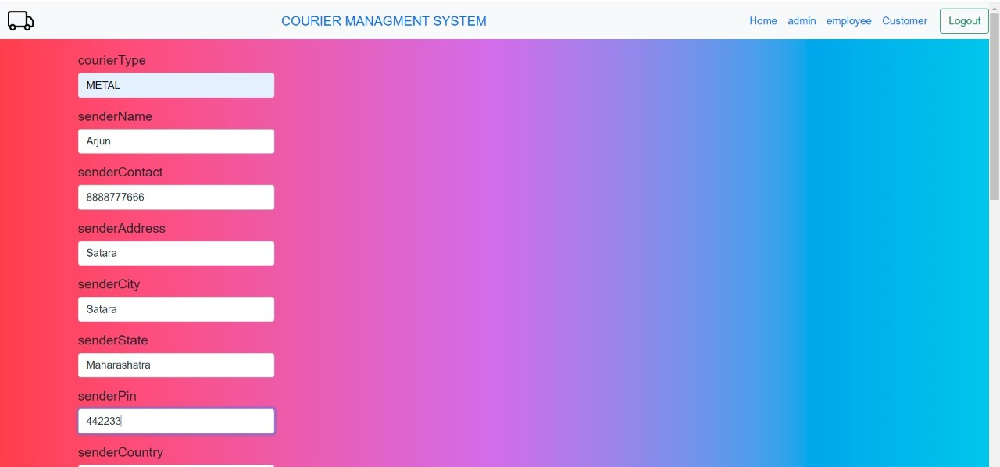 COURIER MANAGMENT SYSTEM
Home admin employee Customer Logout
courierType
METAL
senderName
Arjun
senderContact
8888777666
senderAddress
Satara
senderCity
Satara
senderState
Maharashatra
senderPin
442233
senderCountry